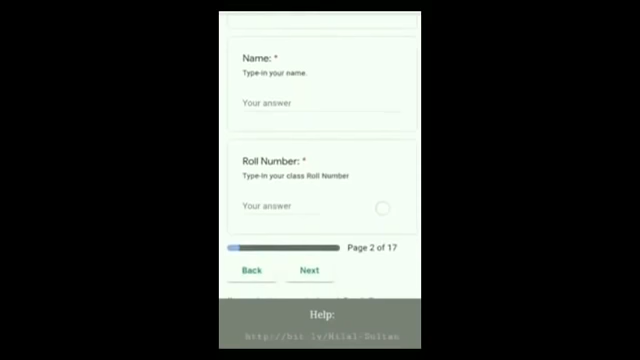 Name: *
Type-in your name.
Your answer
Roll Number: *
Type-in your class Roll Number
Your answer
Page 2 of 17
Back
Next
Help: